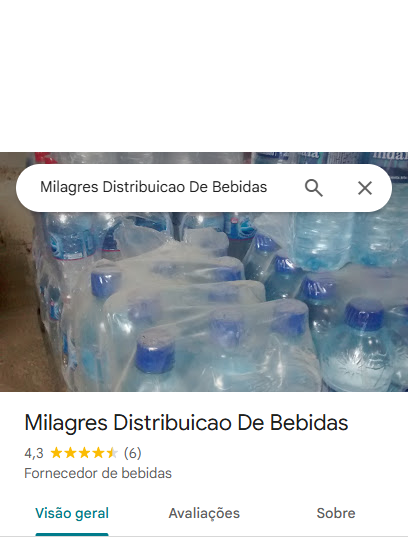 Milagres Distribuicao De Bebidas
Milagres Distribuicao De Bebidas
4,3 (6)
Fornecedor de bebidas
Visão geral Avaliações Sobre